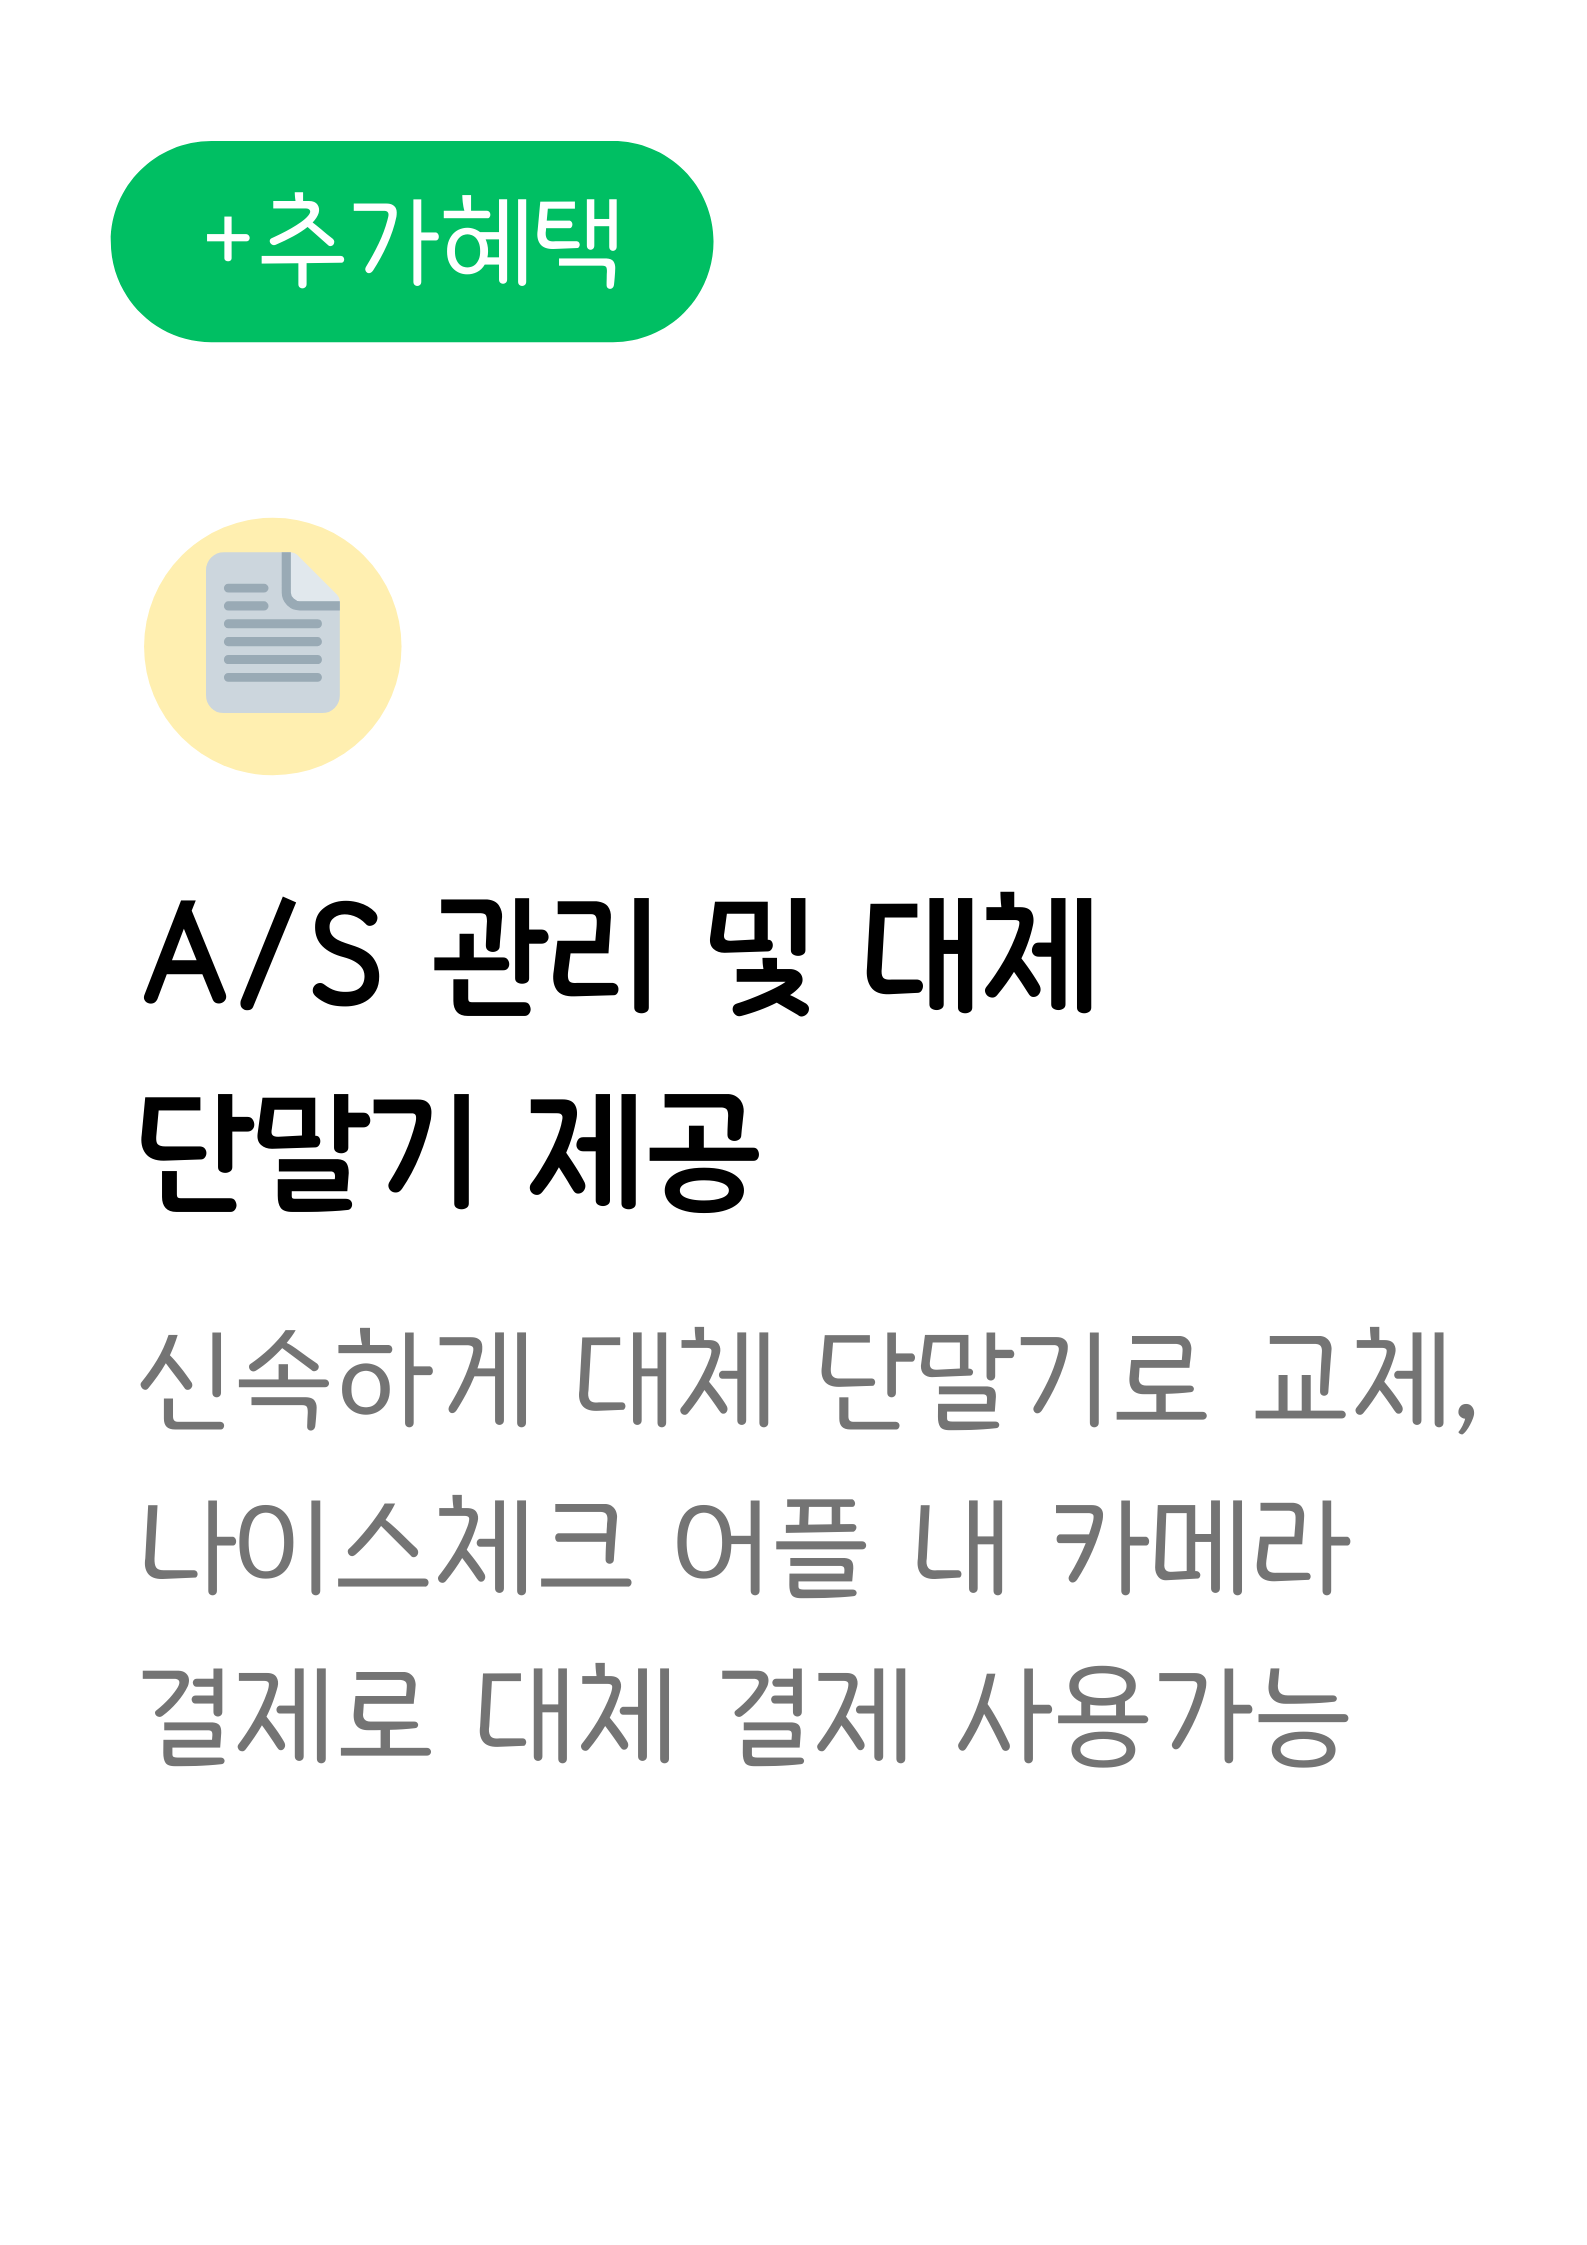 +추가혜택
A/S 관리 및 대체
단말기 제공
신속하게 대체 단말기로 교체,
나이스체크 어플 내 카메라
결제로 대체 결제 사용가능